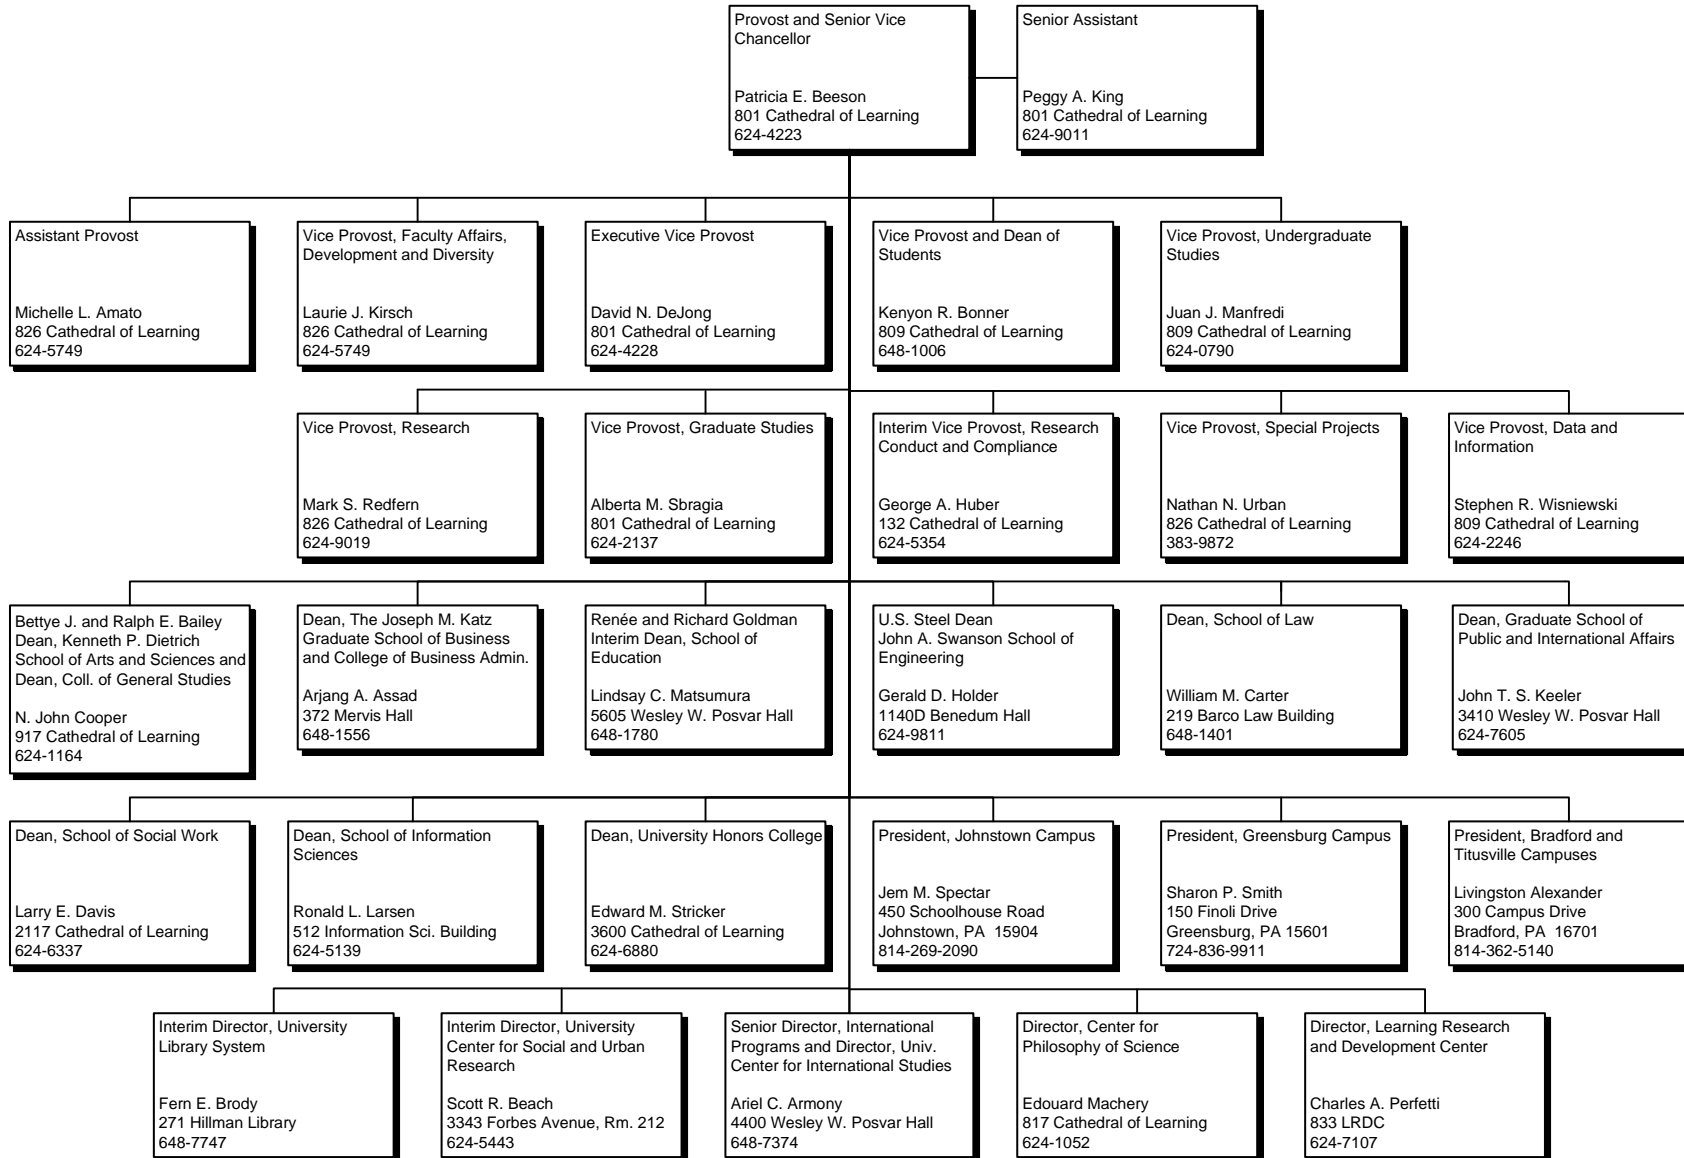 Provost and Senior Vice
Chancellor
Patricia E. Beeson
801 Cathedral of Learning
624-4223
Senior Assistant
Peggy A. King
801 Cathedral of Learning
624-9011
Assistant Provost
Michelle L. Amato
826 Cathedral of Learning
624-5749
Vice Provost, Faculty Affairs,
Development and Diversity
Laurie J. Kirsch
826 Cathedral of Learning
624-5749
Executive Vice Provost
David N. DeJong
801 Cathedral of Learning
624-4228
Vice Provost and Dean of
Students
Kenyon R. Bonner
809 Cathedral of Learning
648-1006
Vice Provost, Undergraduate
Studies
Juan J. Manfredi
809 Cathedral of Learning
624-0790
Vice Provost, Research
Mark S. Redfern
826 Cathedral of Learning
624-9019
Vice Provost, Graduate Studies
Alberta M. Sbragia
801 Cathedral of Learning
624-2137
Interim Vice Provost, Research
Conduct and Compliance
George A. Huber
132 Cathedral of Learning
624-5354
Vice Provost, Special Projects
Nathan N. Urban
826 Cathedral of Learning
383-9872
Vice Provost, Data and
Information
Stephen R. Wisniewski
809 Cathedral of Learning
624-2246
Bettye J. and Ralph E. Bailey
Dean, Kenneth P. Dietrich
School of Arts and Sciences and
Dean, Coll. of General Studies
N. John Cooper
917 Cathedral of Learning
624-1164
Dean, The Joseph M. Katz
Graduate School of Business
and College of Business Admin.
Arjang A. Assad
372 Mervis Hall
648-1556
Renée and Richard Goldman
Interim Dean, School of
Education
Lindsay C. Matsumura
5605 Wesley W. Posvar Hall
648-1780
U.S. Steel Dean
John A. Swanson School of
Engineering
Gerald D. Holder
1140D Benedum Hall
624-9811
Dean, School of Law
William M. Carter
219 Barco Law Building
648-1401
Dean, Graduate School of
Public and International Affairs
John T. S. Keeler
3410 Wesley W. Posvar Hall
624-7605
Dean, School of Social Work
Larry E. Davis
2117 Cathedral of Learning
624-6337
Dean, School of Information
Sciences
Ronald L. Larsen
512 Information Sci. Building
624-5139
Dean, University Honors College
Edward M. Stricker
3600 Cathedral of Learning
624-6880
President, Johnstown Campus
Jem M. Spectar
450 Schoolhouse Road
Johnstown, PA  15904
814-269-2090
President, Greensburg Campus
Sharon P. Smith
150 Finoli Drive
Greensburg, PA 15601
724-836-9911
President, Bradford and
Titusville Campuses
Livingston Alexander
300 Campus Drive
Bradford, PA  16701
814-362-5140
Interim Director, University
Library System
Fern E. Brody
271 Hillman Library
648-7747
Interim Director, University
Center for Social and Urban
Research
Scott R. Beach
3343 Forbes Avenue, Rm. 212
624-5443
Senior Director, International
Programs and Director, Univ.
Center for International Studies
Ariel C. Armony
4400 Wesley W. Posvar Hall
648-7374
Director, Center for
Philosophy of Science
Edouard Machery
817 Cathedral of Learning
624-1052
Director, Learning Research
and Development Center
Charles A. Perfetti
833 LRDC
624-7107